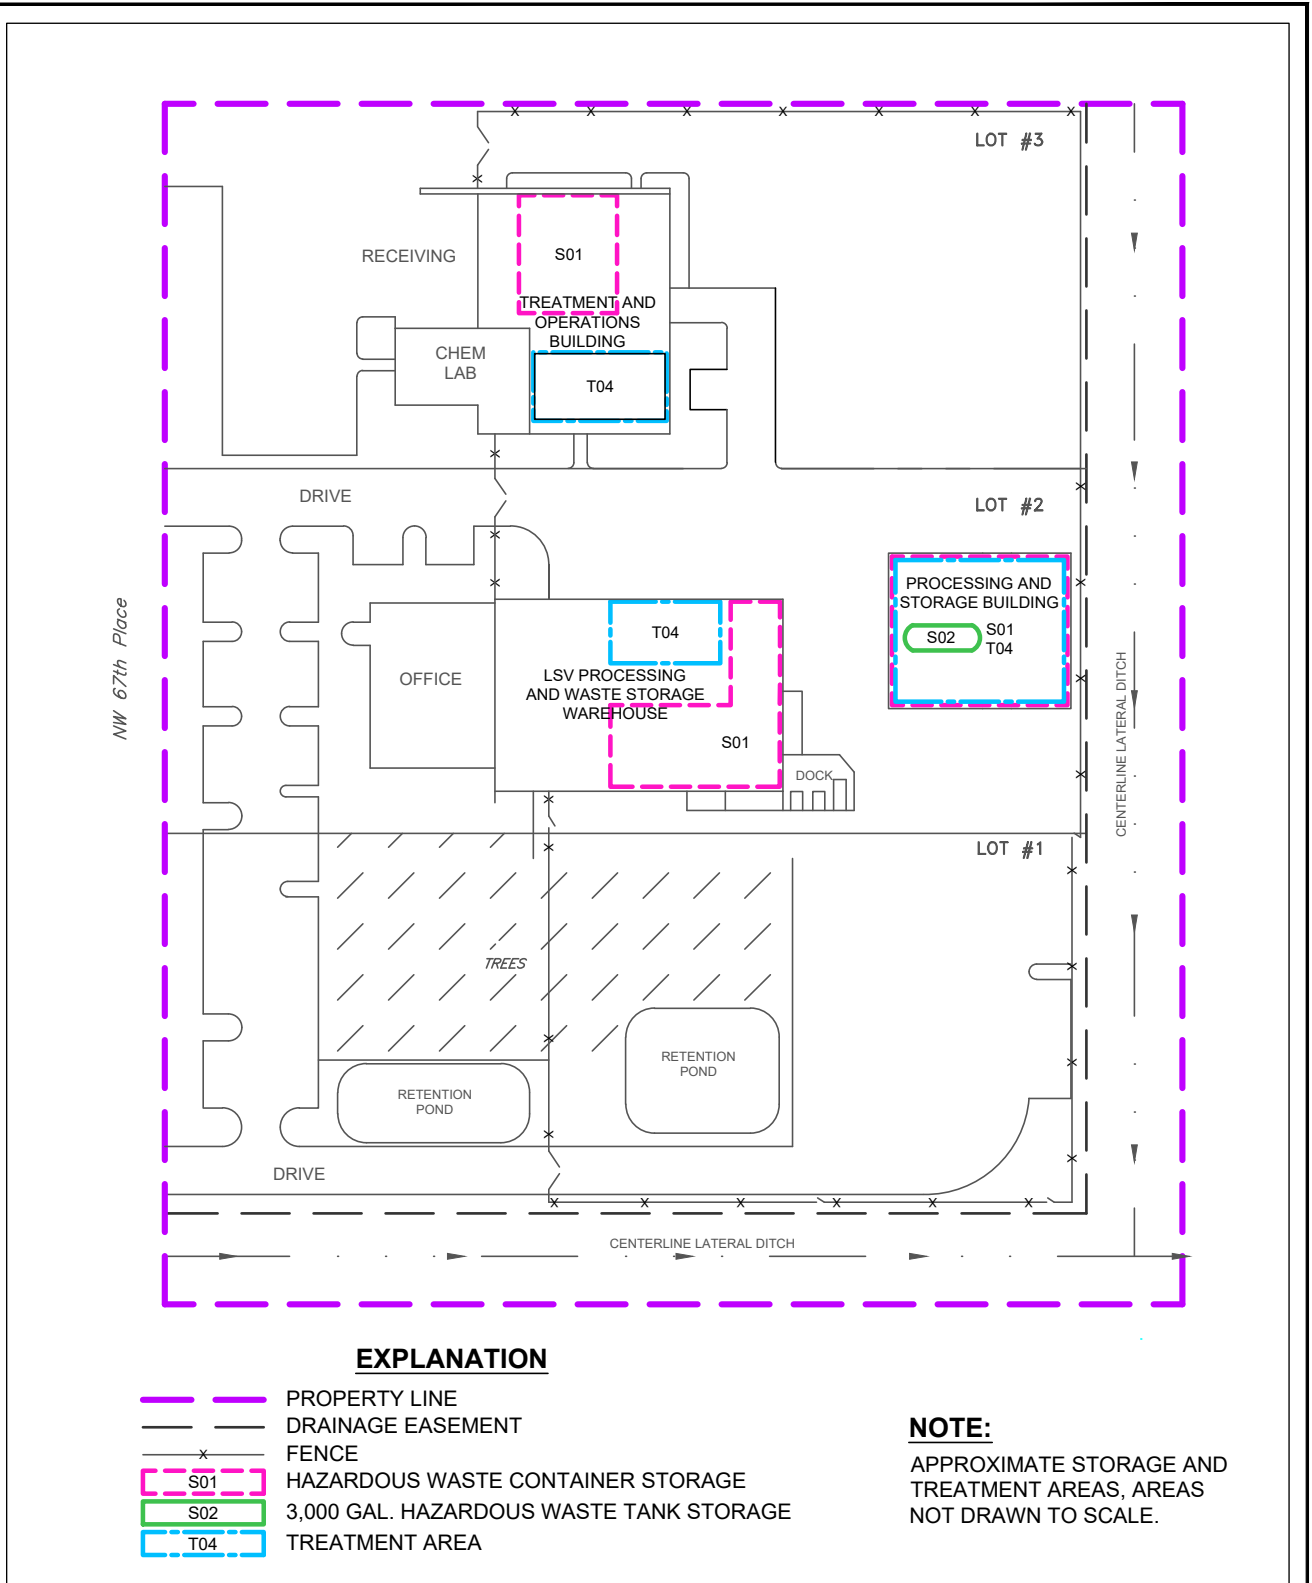 LOT #3
RECEIVING
S01
TREATMENT AND
OPERATIONS
BUILDING
CHEM
LAB
T04
DRIVE
LOT #2
NW 67th Place
PROCESSING AND
STORAGE BUILDING
S02
S01
T04
T04
OFFICE
LSV PROCESSING
AND WASTE STORAGE
WAREHOUSE
S01
DOCK
CENTERLINE LATERAL DITCH
LOT #1
TREES
RETENTION
POND
RETENTION
POND
DRIVE
CENTERLINE LATERAL DITCH
EXPLANATION
PROPERTY LINE
DRAINAGE EASEMENT
X FENCE
S01 HAZARDOUS WASTE CONTAINER STORAGE
S02 3,000 GAL. HAZARDOUS WASTE TANK STORAGE
T04 TREATMENT AREA
NOTE:
APPROXIMATE STORAGE AND
TREATMENT AREAS, AREAS
NOT DRAWN TO SCALE.